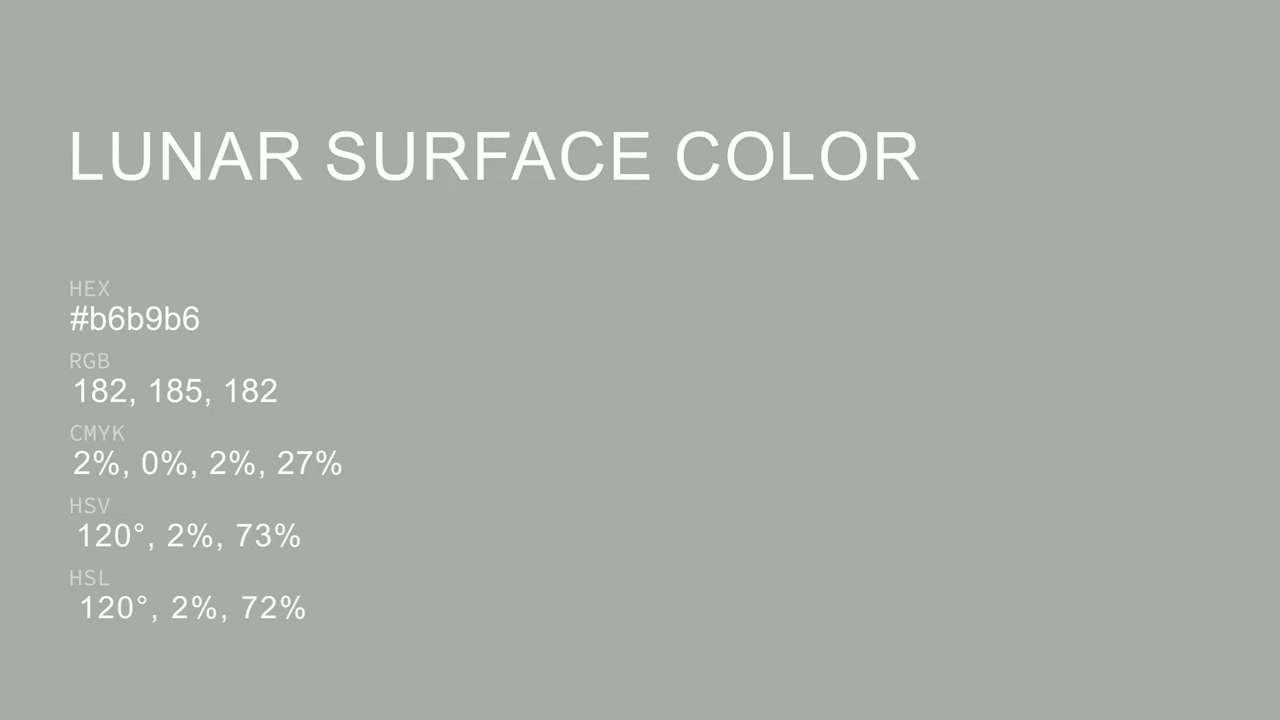 LUNAR SURFACE COLOR
HEX
#b6b9b6
RGB
182, 185, 182
CMYK
2%, 0%, 2%, 27%
HSV
120°, 2%, 73%
HSL
120°, 2%, 72%